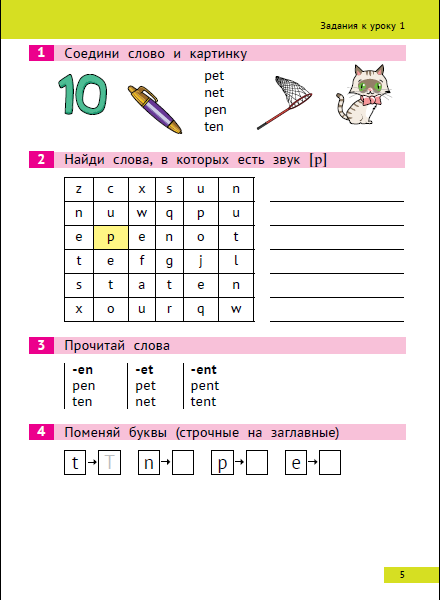 Задания к уроку 1
1 Соедини слово и картинку
10
pet
net
pen
ten
2 Найди слова, в которых есть звук [p]
z c x s u n
n u w q p u
e p e n o t
t e f g j l
s t a t e n
x o u r q w
3 Прочитай слова
-en -et -ent
pen pet pent
ten net tent
4 Поменяй буквы (строчные на заглавные)
t → T n → p → e →
5